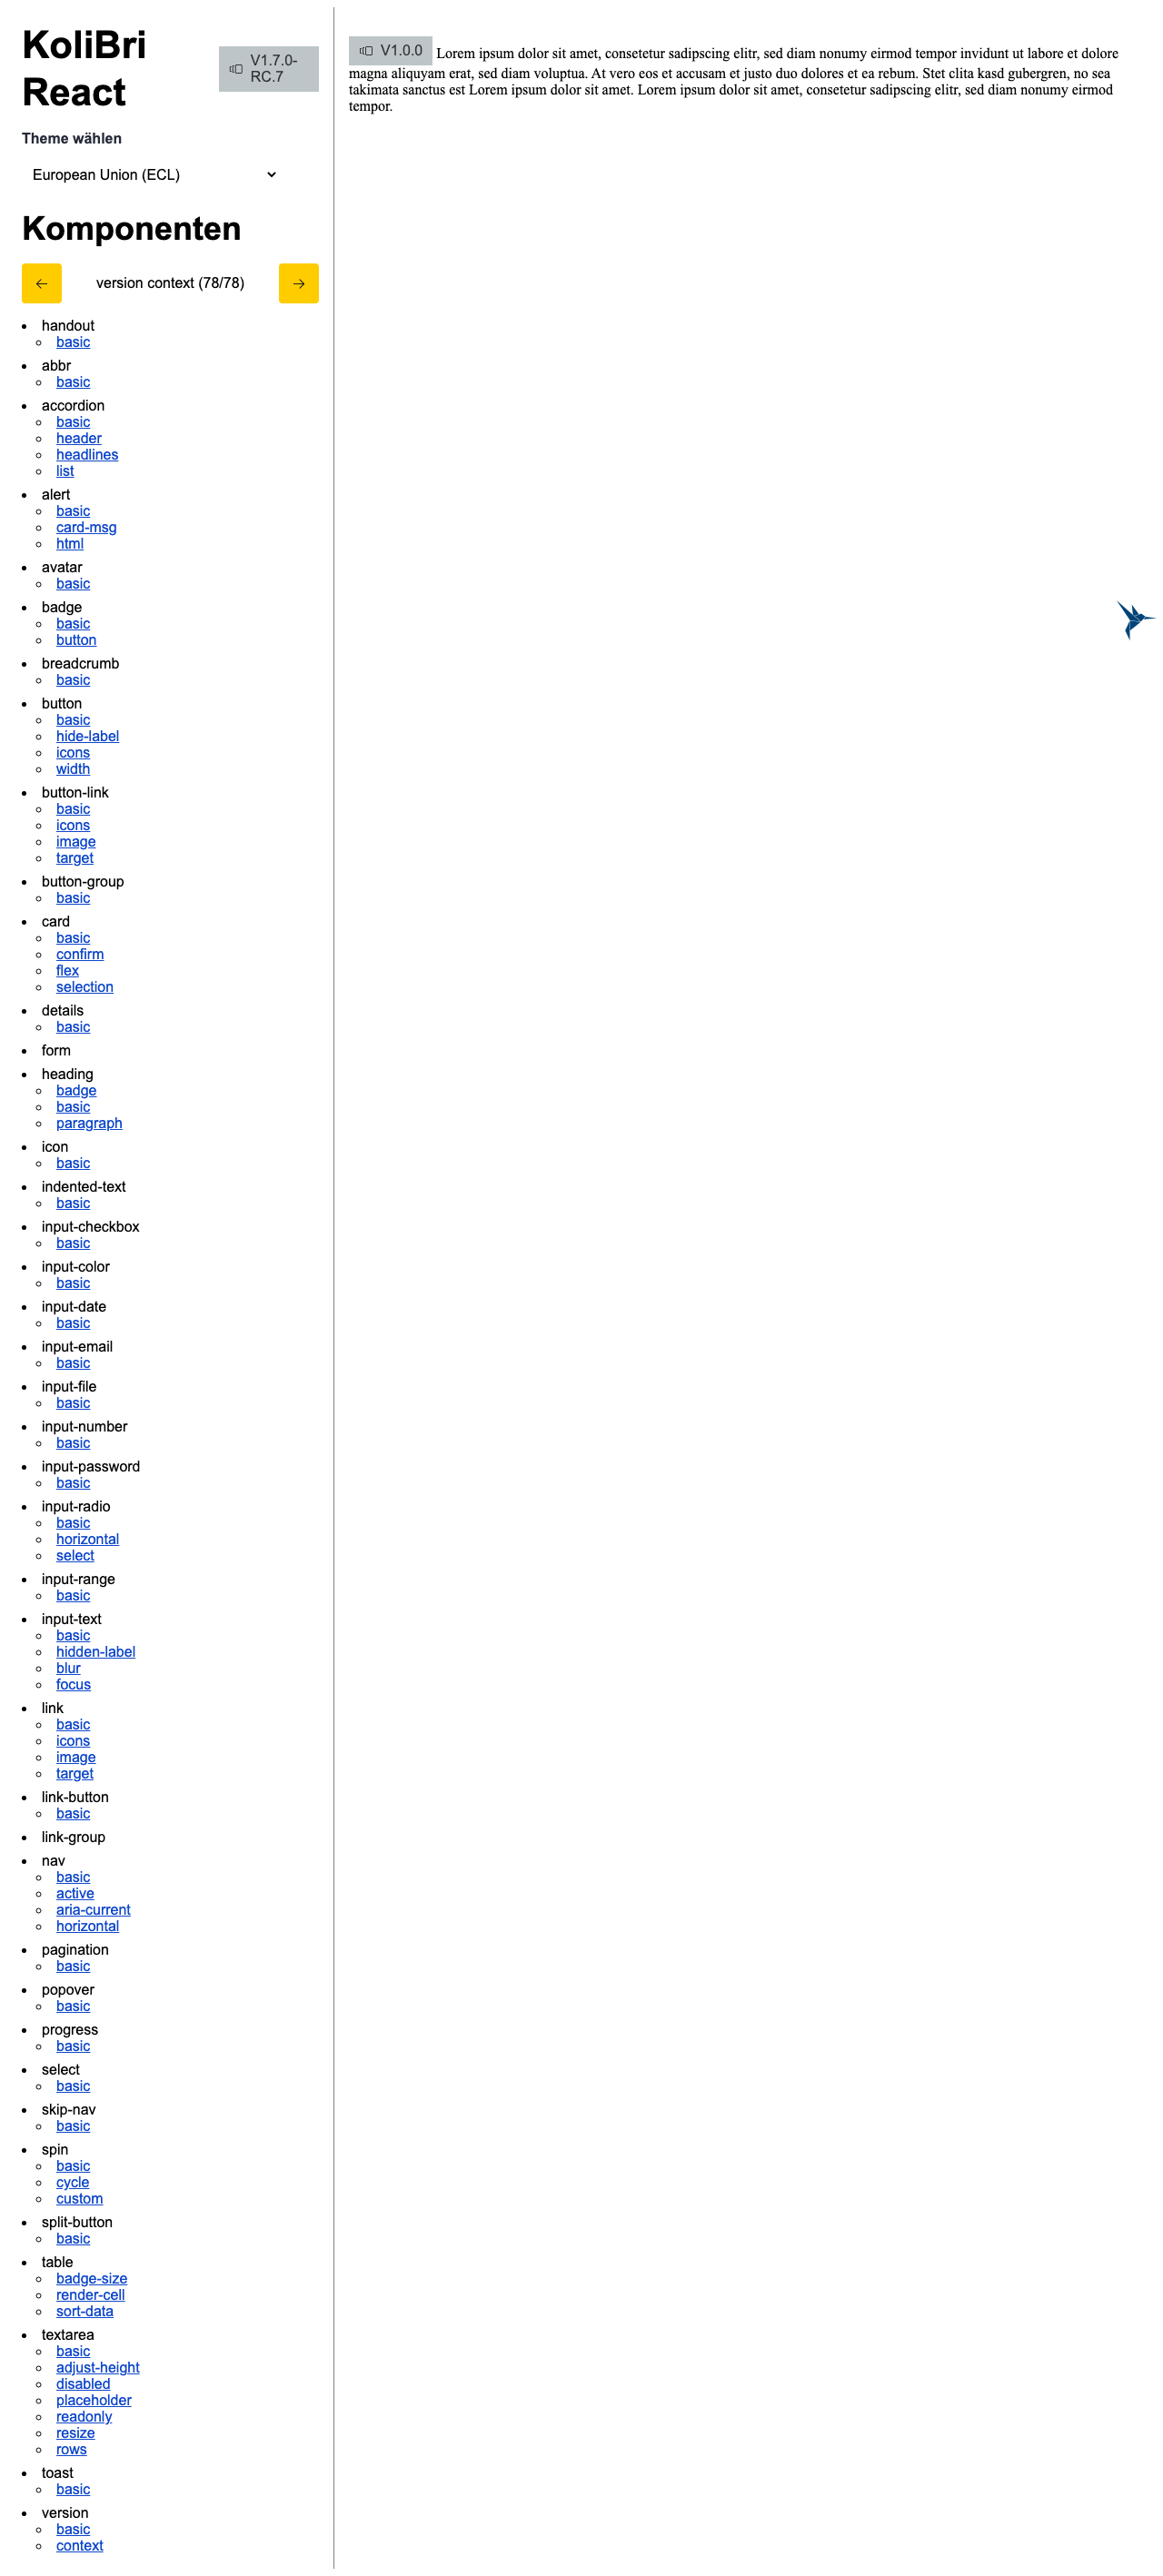 KoliBri
React
V1.7.0-
RC.7
Theme wählen
European Union (ECL)
Komponenten
version context (78/78)
handout
basic
abbr
basic
accordion
basic
header
headlines
list
alert
basic
card-msg
html
avatar
basic
badge
basic
button
breadcrumb
basic
button
basic
hide-label
icons
width
button-link
basic
icons
image
target
button-group
basic
card
basic
confirm
flex
selection
details
basic
form
heading
badge
basic
paragraph
icon
basic
indented-text
basic
input-checkbox
basic
input-color
basic
input-date
basic
input-email
basic
input-file
basic
input-number
basic
input-password
basic
input-radio
basic
horizontal
select
input-range
basic
input-text
basic
hidden-label
blur
focus
link
basic
icons
image
target
link-button
basic
link-group
nav
basic
active
aria-current
horizontal
pagination
basic
popover
basic
progress
basic
select
basic
skip-nav
basic
spin
basic
cycle
custom
split-button
basic
table
badge-size
render-cell
sort-data
textarea
basic
adjust-height
disabled
placeholder
readonly
resize
rows
toast
basic
version
basic
context
V1.0.0 Lorem ipsum dolor sit amet, consetetur sadipscing elitr, sed diam nonumy eirmod tempor invidunt ut labore et dolore
magna aliquyam erat, sed diam voluptua. At vero eos et accusam et justo duo dolores et ea rebum. Stet clita kasd gubergren, no sea
takimata sanctus est Lorem ipsum dolor sit amet. Lorem ipsum dolor sit amet, consetetur sadipscing elitr, sed diam nonumy eirmod
tempor.